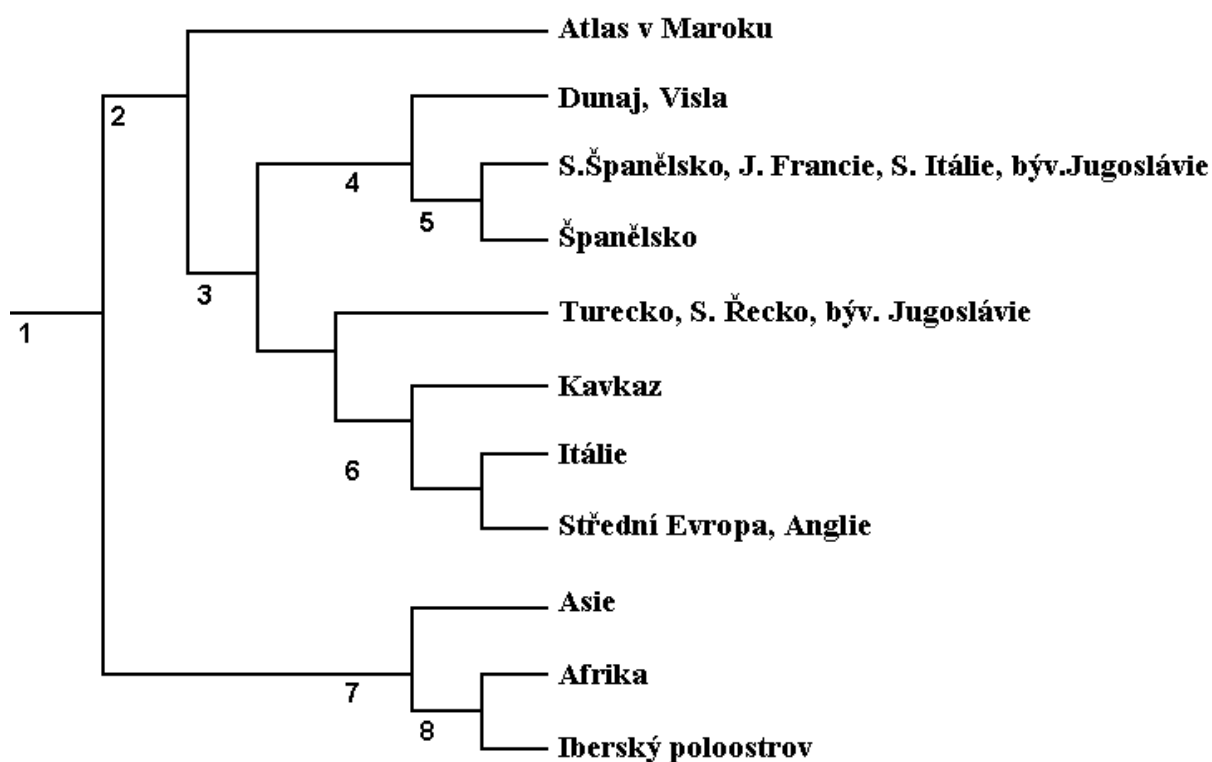 Atlas v Maroku
2
Dunaj, Visla
4
S.Španělsko, J. Francie, S. Itálie, býv.Jugoslávie
5
Španělsko
3
Turecko, S. Řecko, býv. Jugoslávie
1
Kavkaz
6
Itálie
Střední Evropa, Anglie
Asie
7
Afrika
8
Iberský poloostrov